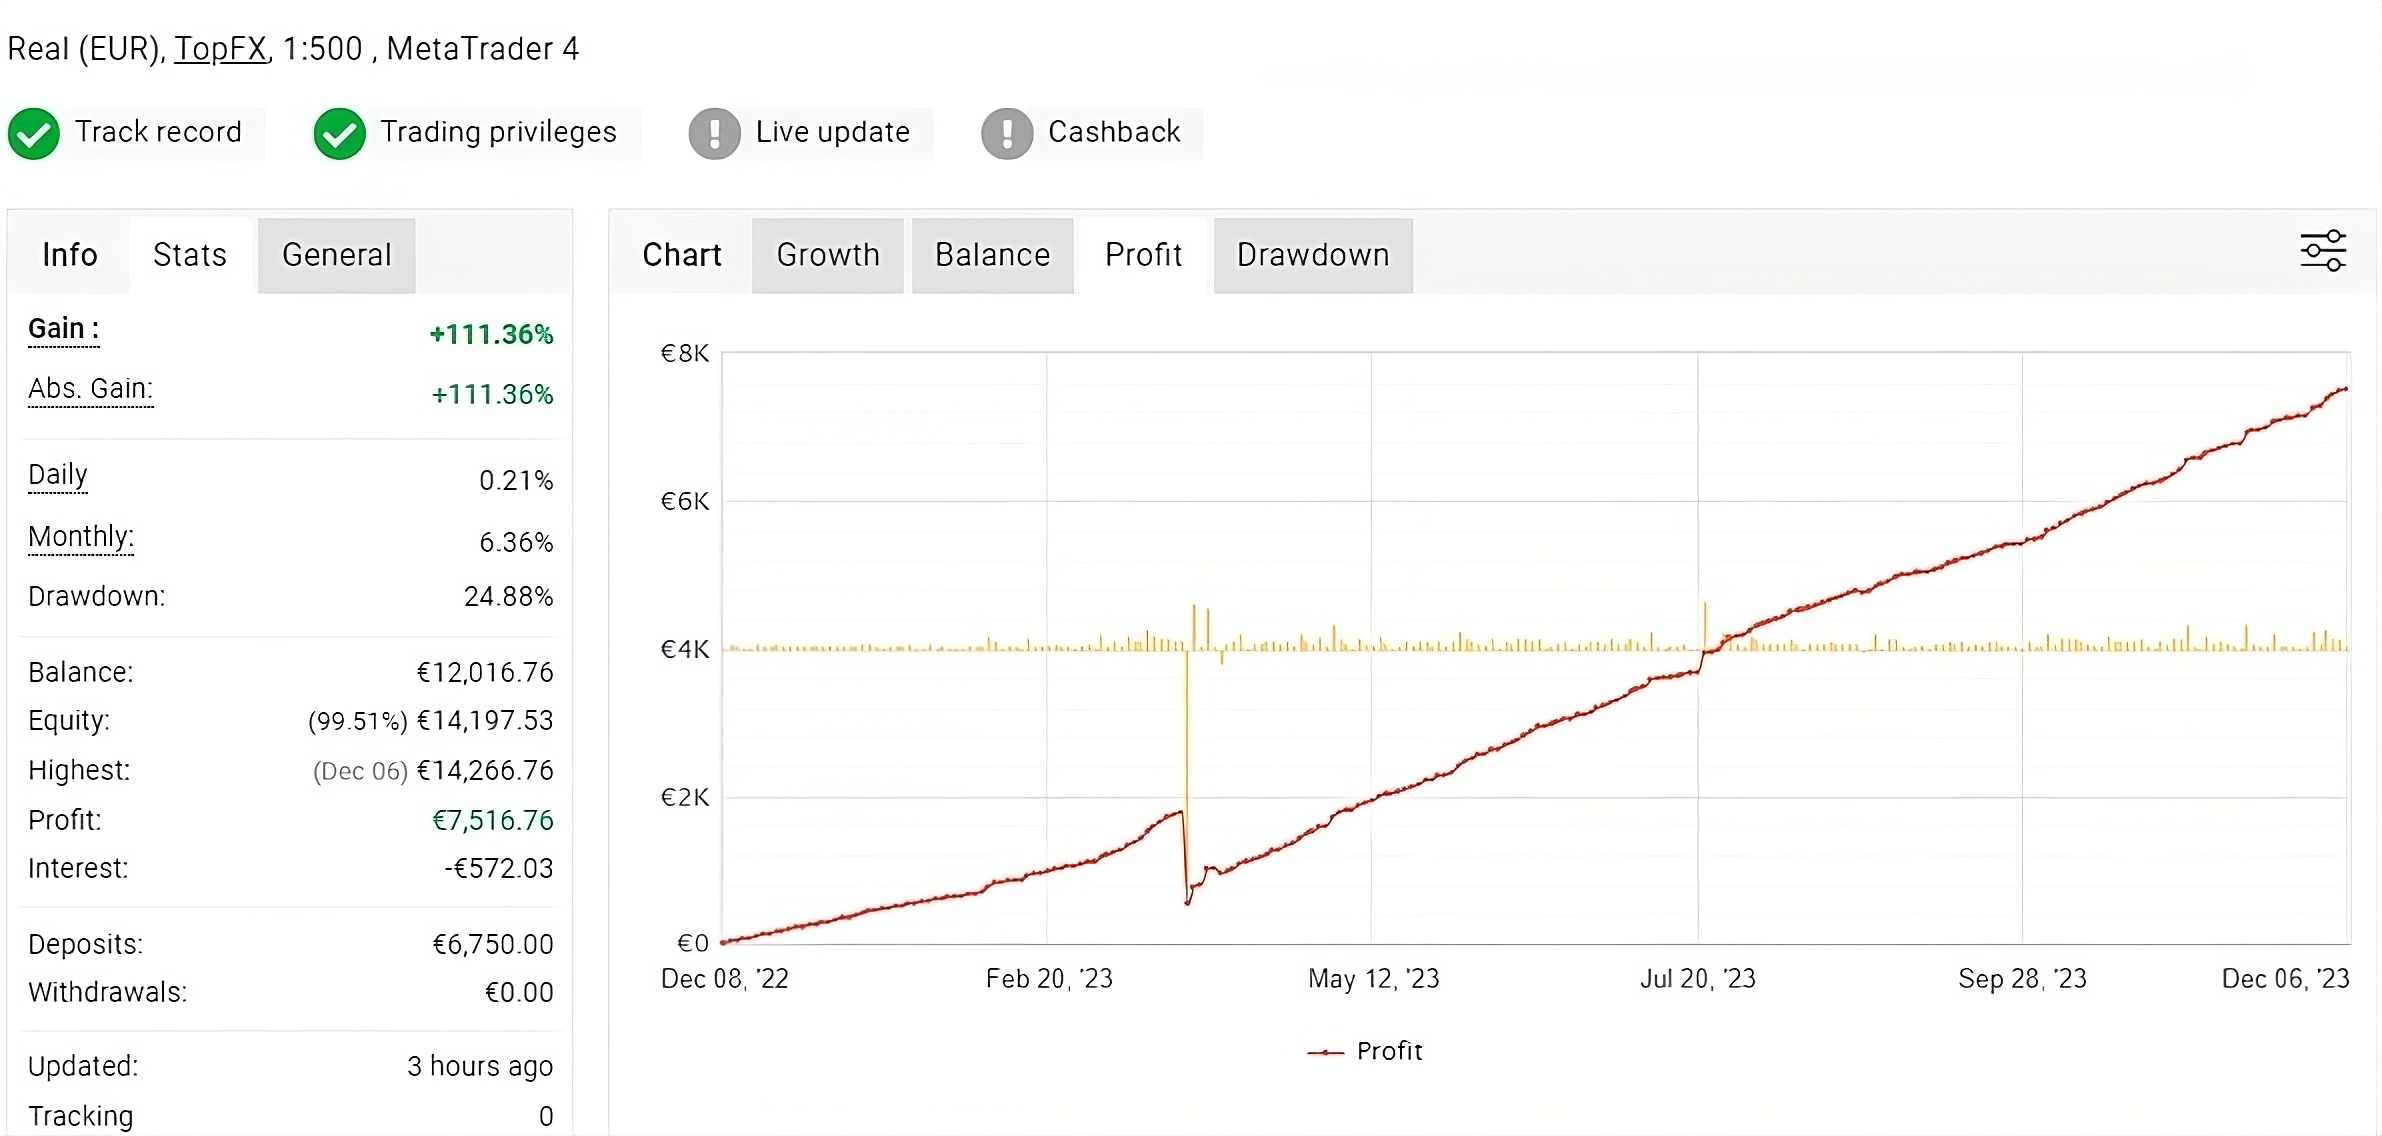 Real (EUR), TopFX, 1:500 , MetaTrader 4
Track record Trading privileges Live update Cashback
Info Stats General
Gain : +111.36%
Abs. Gain: +111.36%
Daily 0.21%
Monthly: 6.36%
Drawdown: 24.88%
Balance: €12,016.76
Equity: (99.51%) €14,197.53
Highest: (Dec 06) €14,266.76
Profit: €7,516.76
Interest: -€572.03
Deposits: €6,750.00
Withdrawals: €0.00
Updated: 3 hours ago
Tracking 0
Chart Growth Balance Profit Drawdown
€8K
€6K
€4K
€2K
€0
Dec 08, '22 Feb 20, '23 May 12, '23 Jul 20, '23 Sep 28, '23 Dec 06, '23
Profit